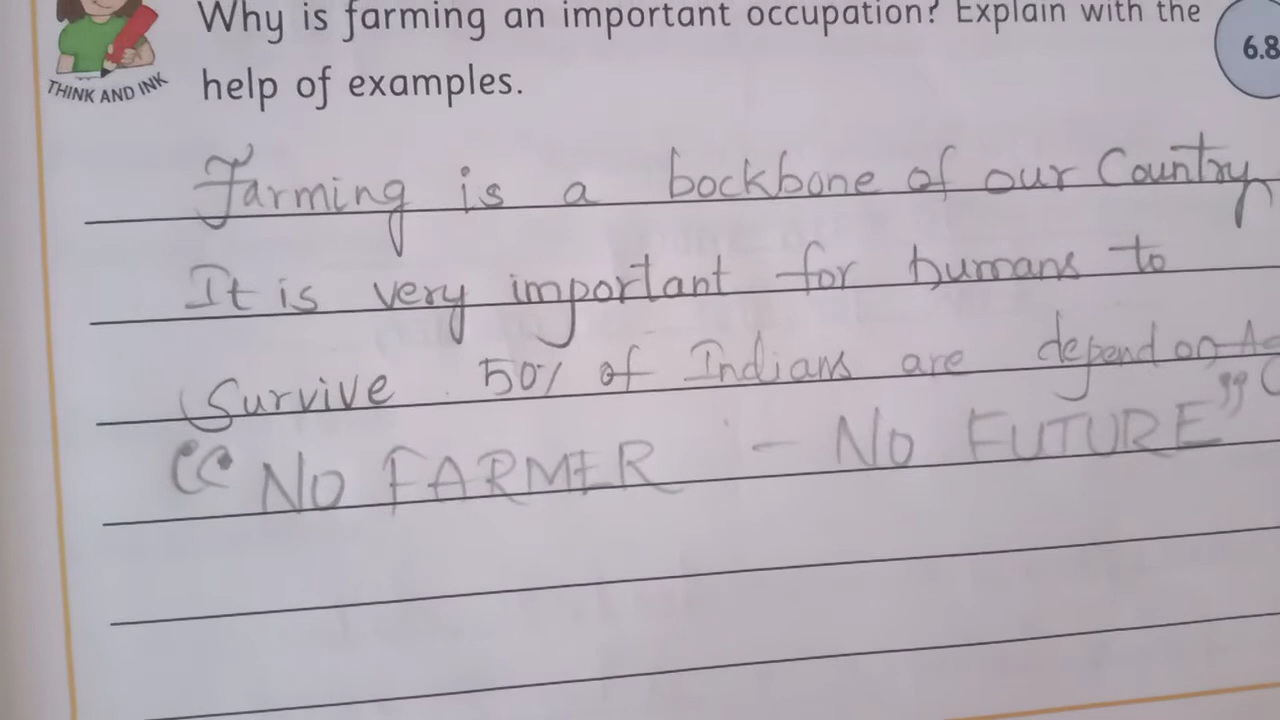 Why is farming an important occupation? Explain with the
help of examples.
6.8
THINK AND INK
Farming is a bockbone of our Country
It is very important for humans to
Survive. 50% of Indians are depend on
“NO FARMER - NO FUTURE”